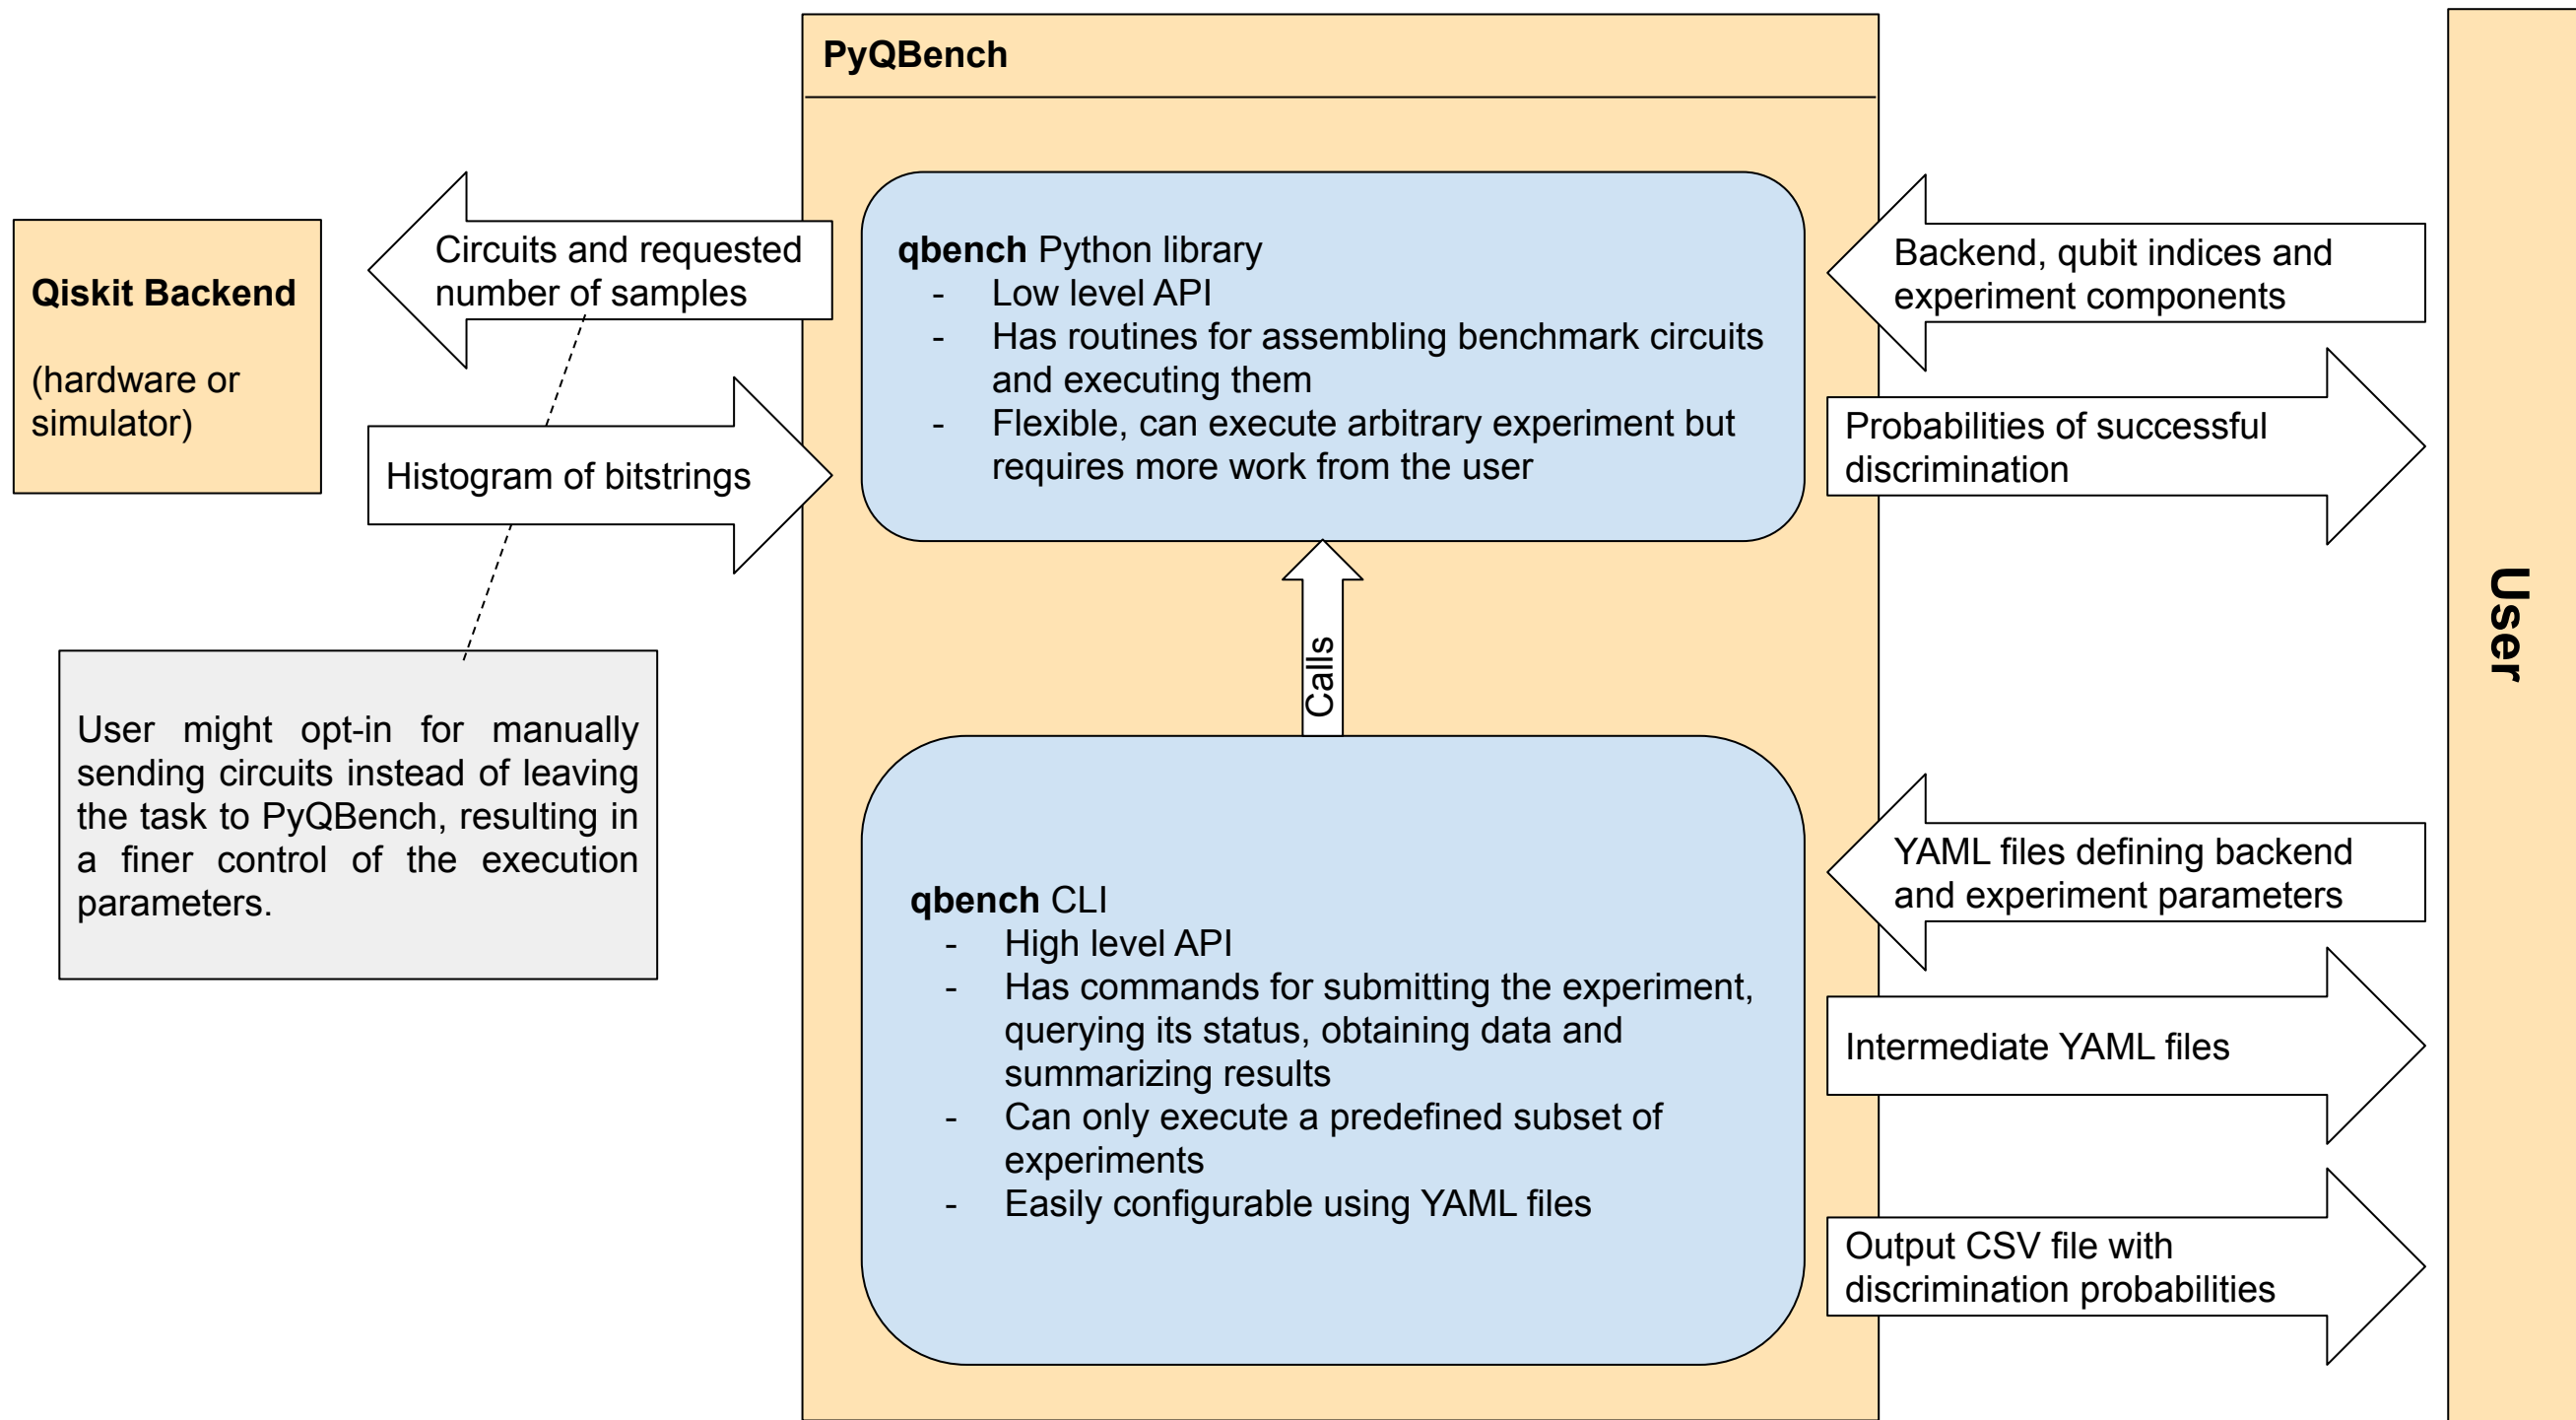 PyQBench
Qiskit Backend
(hardware or
simulator)
Circuits and requested
number of samples
Histogram of bitstrings
User might opt-in for manually
sending circuits instead of leaving
the task to PyQBench, resulting in
a finer control of the execution
parameters.
qbench Python library
- Low level API
- Has routines for assembling benchmark circuits
and executing them
- Flexible, can execute arbitrary experiment but
requires more work from the user
Calls
qbench CLI
- High level API
- Has commands for submitting the experiment,
querying its status, obtaining data and
summarizing results
- Can only execute a predefined subset of
experiments
- Easily configurable using YAML files
Backend, qubit indices and
experiment components
Probabilities of successful
discrimination
YAML files defining backend
and experiment parameters
Intermediate YAML files
Output CSV file with
discrimination probabilities
User